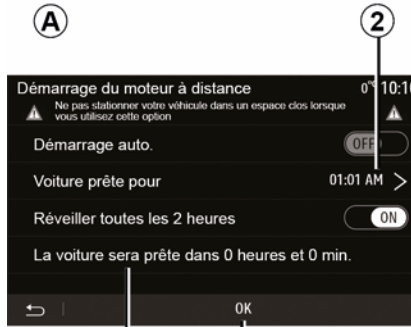 A
2
Démarrage du moteur à distance 0°C 10:10
Ne pas stationner votre véhicule dans un espace clos lorsque
vous utilisez cette option
Démarrage auto. OFF
Voiture prête pour 01:01 AM
Réveiller toutes les 2 heures ON
La voiture sera prête dans 0 heures et 0 min.
OK